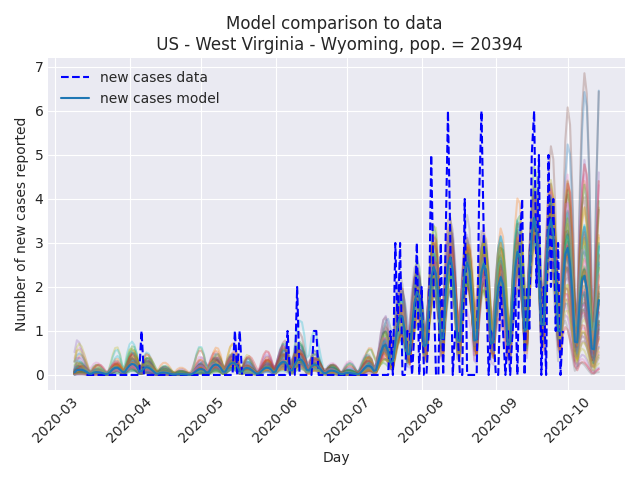 Model comparison to data
US - West Virginia - Wyoming, pop. = 20394
new cases data
new cases model
7
6
5
4
3
2
1
0
Number of new cases reported
2020-03
2020-04
2020-05
2020-06
2020-07
2020-08
2020-09
2020-10
Day